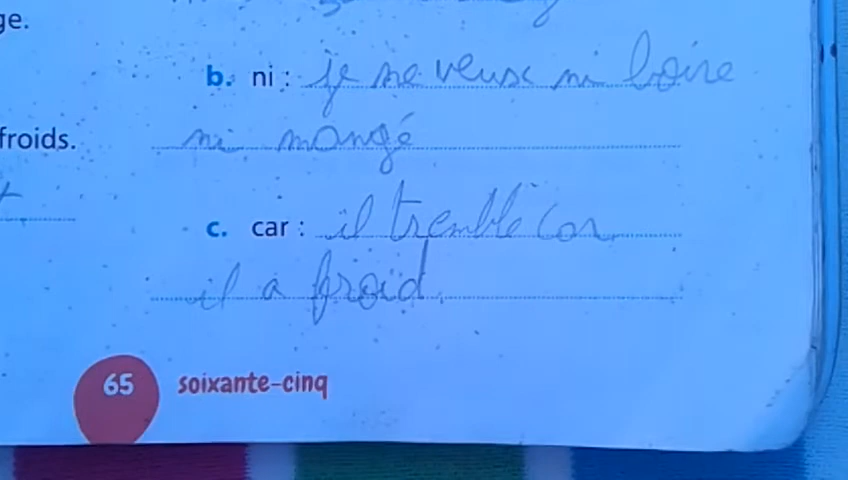 ge.
b. ni : je ne veux ni boire
froids. ni mangé
c. car : il tremble car
il a froid.
65 soixante-cinq